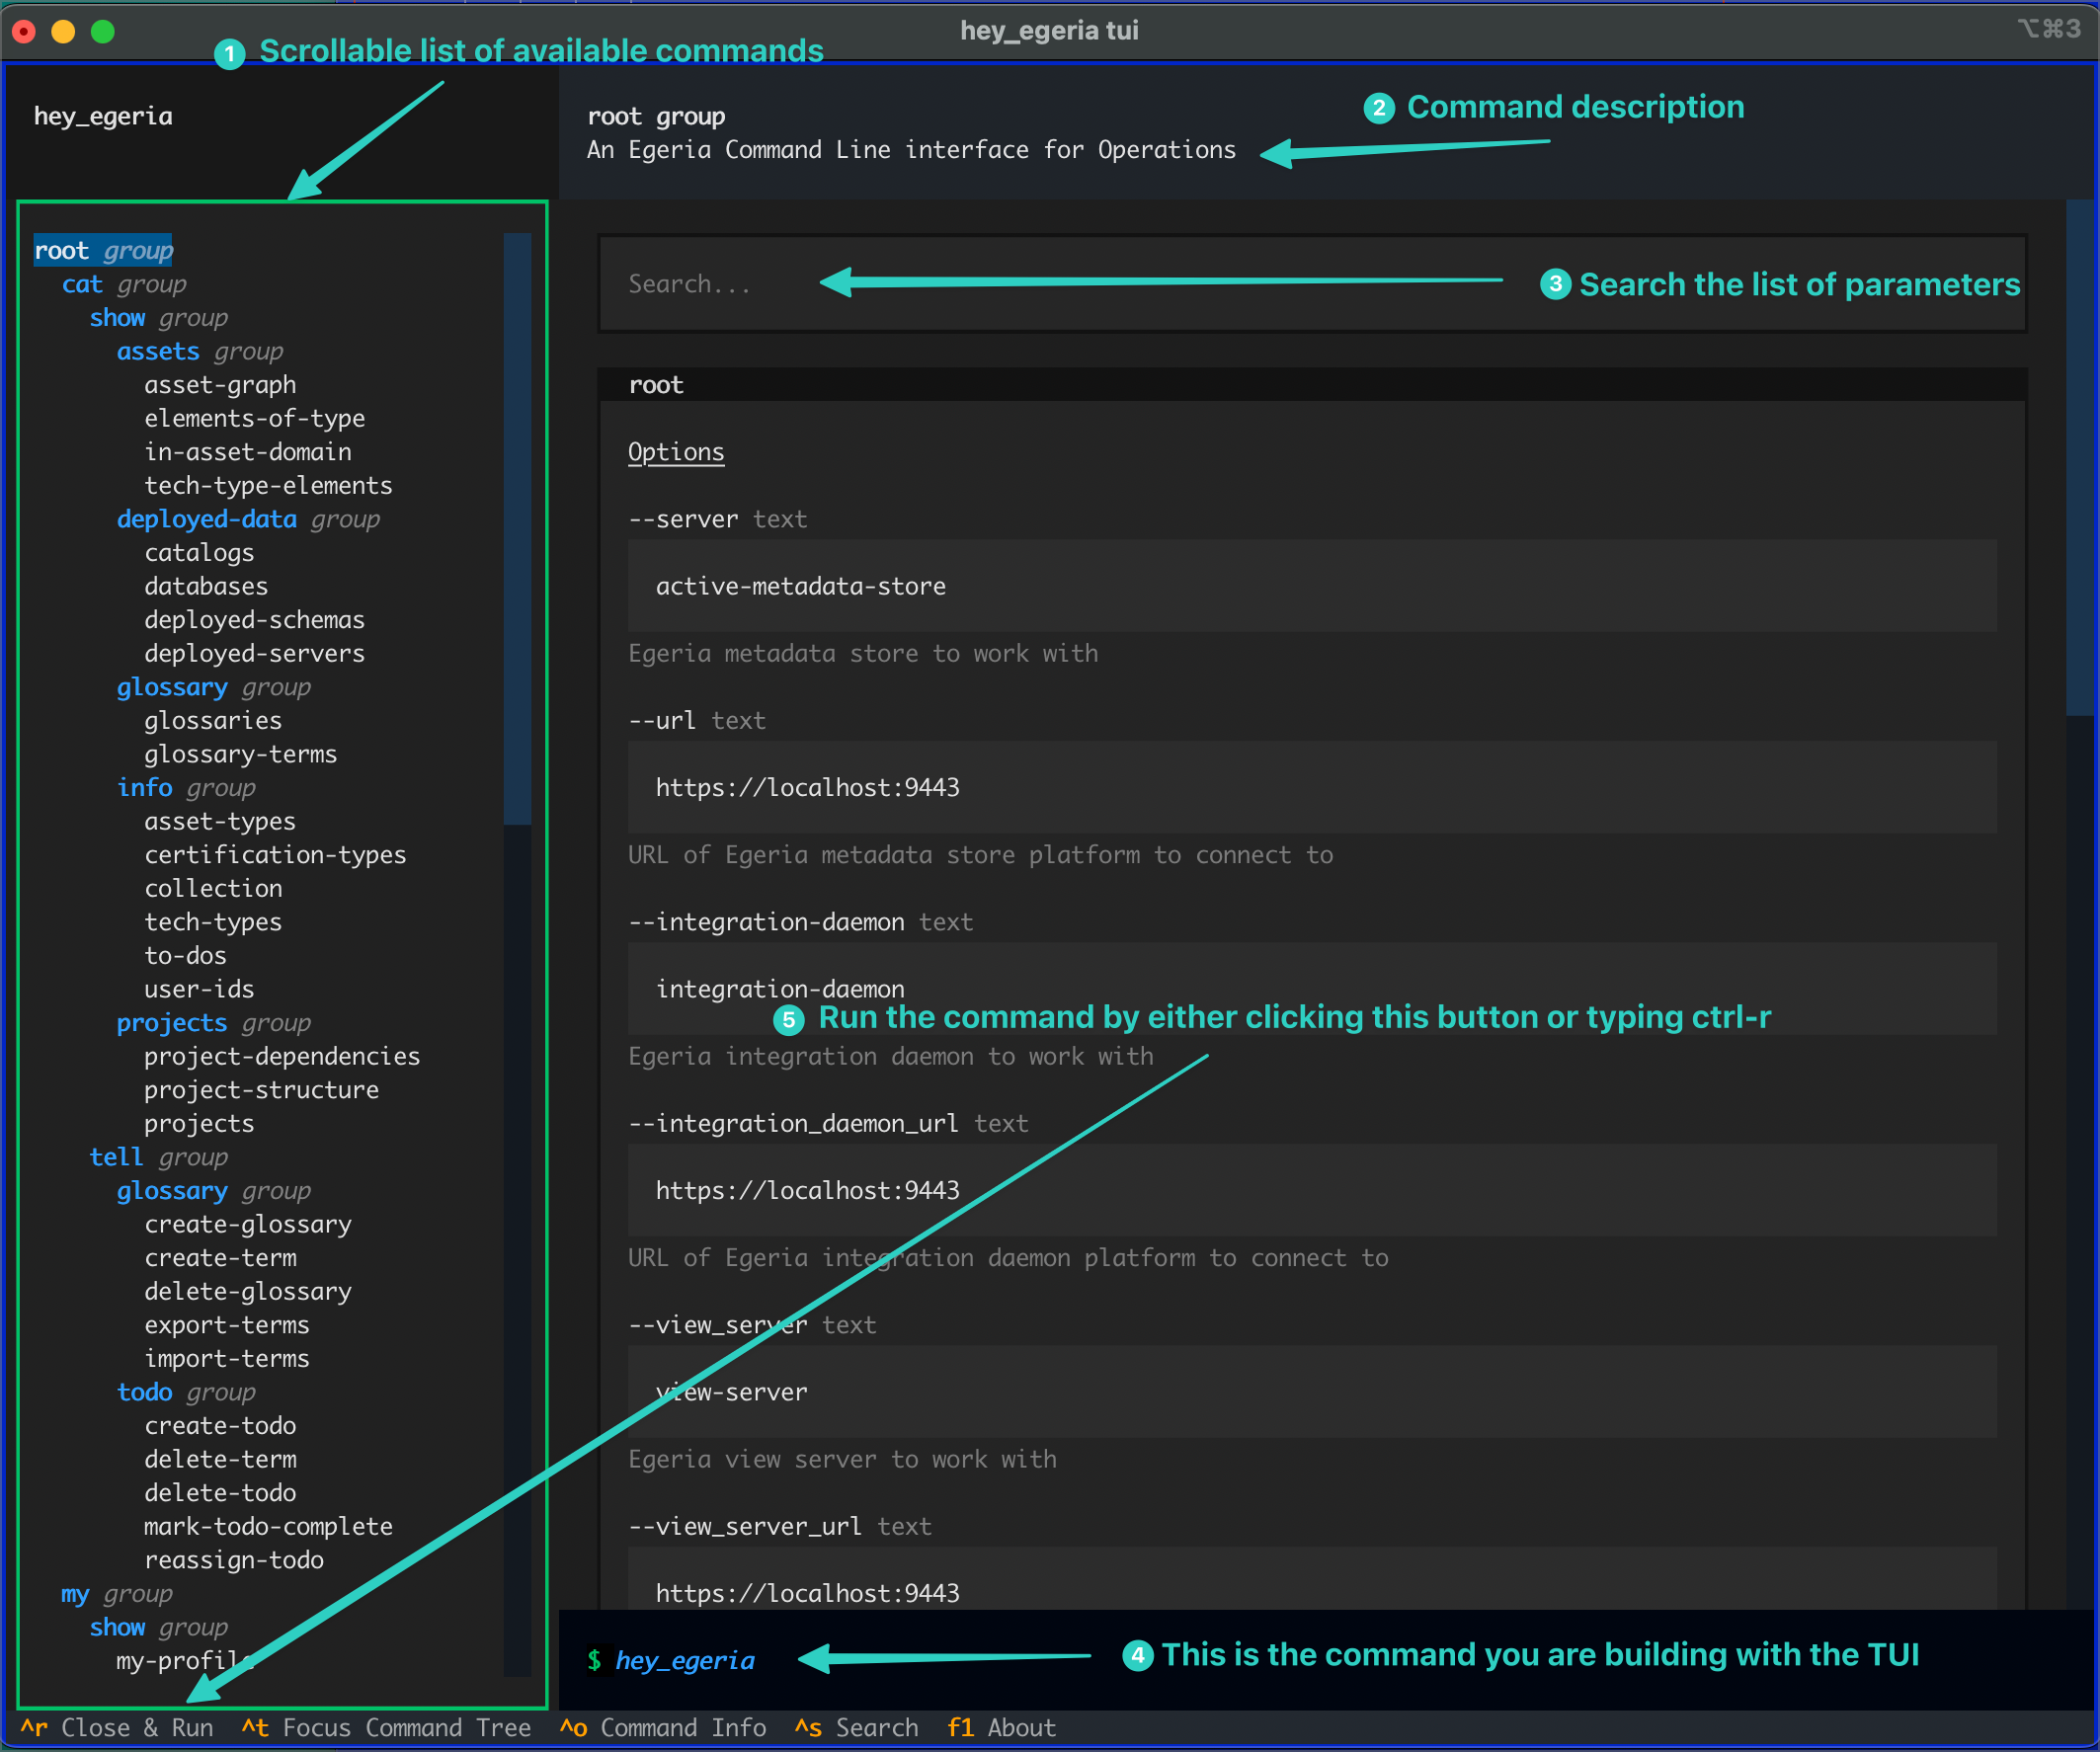 hey_egeria tui
⌥⌘3
1 Scrollable list of available commands
hey_egeria
root group
An Egeria Command Line interface for Operations
2 Command description
root group
cat group
show group
assets group
asset-graph
elements-of-type
in-asset-domain
tech-type-elements
deployed-data group
catalogs
databases
deployed-schemas
deployed-servers
glossary group
glossaries
glossary-terms
info group
asset-types
certification-types
collection
tech-types
to-dos
user-ids
projects group
project-dependencies
project-structure
projects
tell group
glossary group
create-glossary
create-term
delete-glossary
export-terms
import-terms
todo group
create-todo
delete-term
delete-todo
mark-todo-complete
reassign-todo
my group
show group
my-profile
Search...
3 Search the list of parameters
root
Options
--server text
active-metadata-store
Egeria metadata store to work with
--url text
https://localhost:9443
URL of Egeria metadata store platform to connect to
--integration-daemon text
integration-daemon
5 Run the command by either clicking this button or typing ctrl-r
Egeria integration daemon to work with
--integration_daemon_url text
https://localhost:9443
URL of Egeria integration daemon platform to connect to
--view_server text
view-server
Egeria view server to work with
--view_server_url text
https://localhost:9443
$ hey_egeria
4 This is the command you are building with the TUI
^r Close & Run ^t Focus Command Tree ^o Command Info ^s Search f1 About